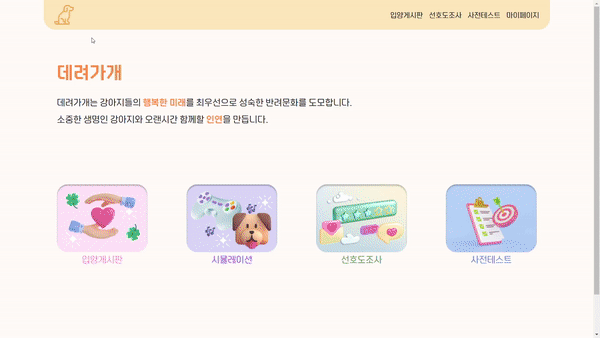 입양게시판 선호도조사 사전테스트 마이페이지
데려가개
데려가개는 강아지들의 행복한 미래를 최우선으로 성숙한 반려문화를 도모합니다.
소중한 생명인 강아지와 오랜시간 함께할 인연을 만듭니다.
입양게시판 시뮬레이션 선호도조사 사전테스트